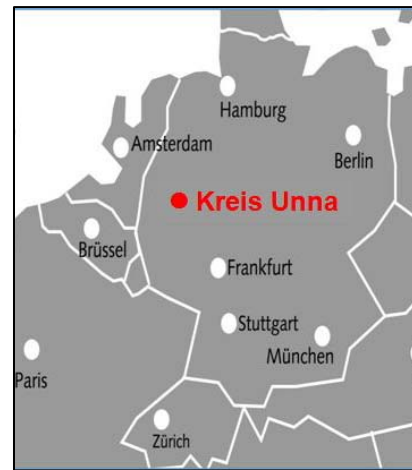 Hamburg
Amsterdam
Berlin
Kreis Unna
Brüssel
Frankfurt
Stuttgart
München
Paris
Zürich